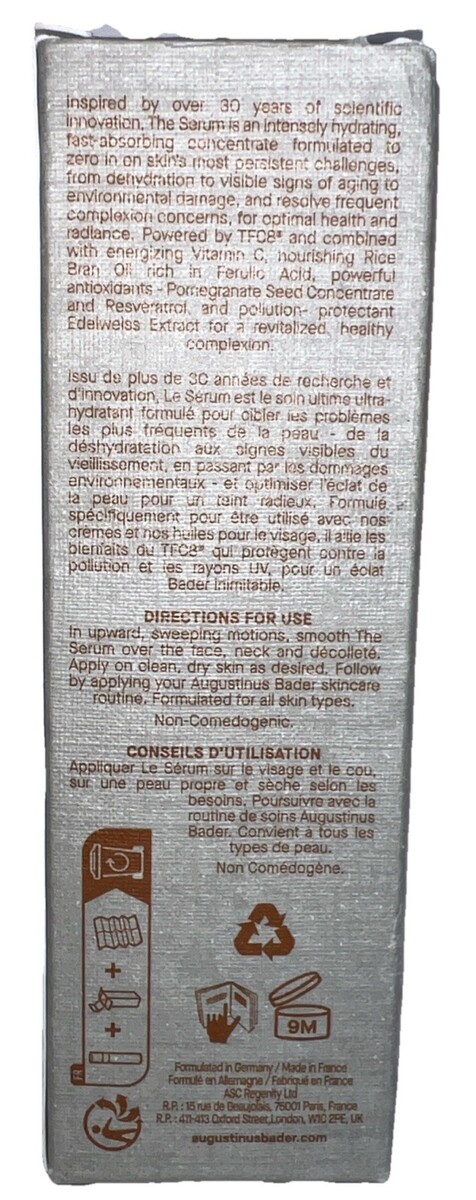 Inspired by over 30 years of scientific
innovation, The Serum is an intensely hydrating,
fast-absorbing concentrate formulated to
zero in on skin's most persistent challenges,
from dehydration to visible signs of aging to
environmental damage, and resolve frequent
complexion concerns, for optimal health and
radiance. Powered by TFC8® and combined
with energizing Vitamin C, nourishing Rice
Bran Oil rich in Ferulic Acid, powerful
antioxidants - Pomegranate Seed Concentrate
and Resveratrol, and pollution- protectant
Edelweiss Extract for a revitalized, healthy
complexion.
Issu de plus de 30 années de recherche et
d'innovation, Le Sérum est le soin ultime ultra-
hydratant formulé pour cibler les problèmes
les plus fréquents de la peau - de la
déshydratation aux signes visibles du
vieillissement, en passant par les dommages
environnementaux - et optimiser l'éclat de
la peau pour un teint radieux. Formulé
spécifiquement pour être utilisé avec nos
crèmes et nos huiles pour le visage, il allie les
bienfaits du TFC8® qui protègent contre la
pollution et les rayons UV, pour un éclat
Bader inimitable.
DIRECTIONS FOR USE
In upward, sweeping motions, smooth The
Serum over the face, neck and décolleté.
Apply on clean, dry skin as desired. Follow
by applying your Augustinus Bader skincare
routine. Formulated for all skin types.
Non-Comedogenic.
CONSEILS D'UTILISATION
Appliquer Le Sérum sur le visage et le cou,
sur une peau propre et sèche selon les
besoins. Poursuivre avec la
routine de soins Augustinus
Bader. Convient à tous les
types de peau.
Non Comédogène.
+
+
FR
9M
Formulated in Germany / Made in France
Formulé en Allemagne / Fabriqué en France
ASC Regenity Ltd
R.P.: 15 rue de Beaujolais, 75001 Paris, France
R.P.: 411-413 Oxford Street, London, W1C 2PE, UK
augustinusbader.com